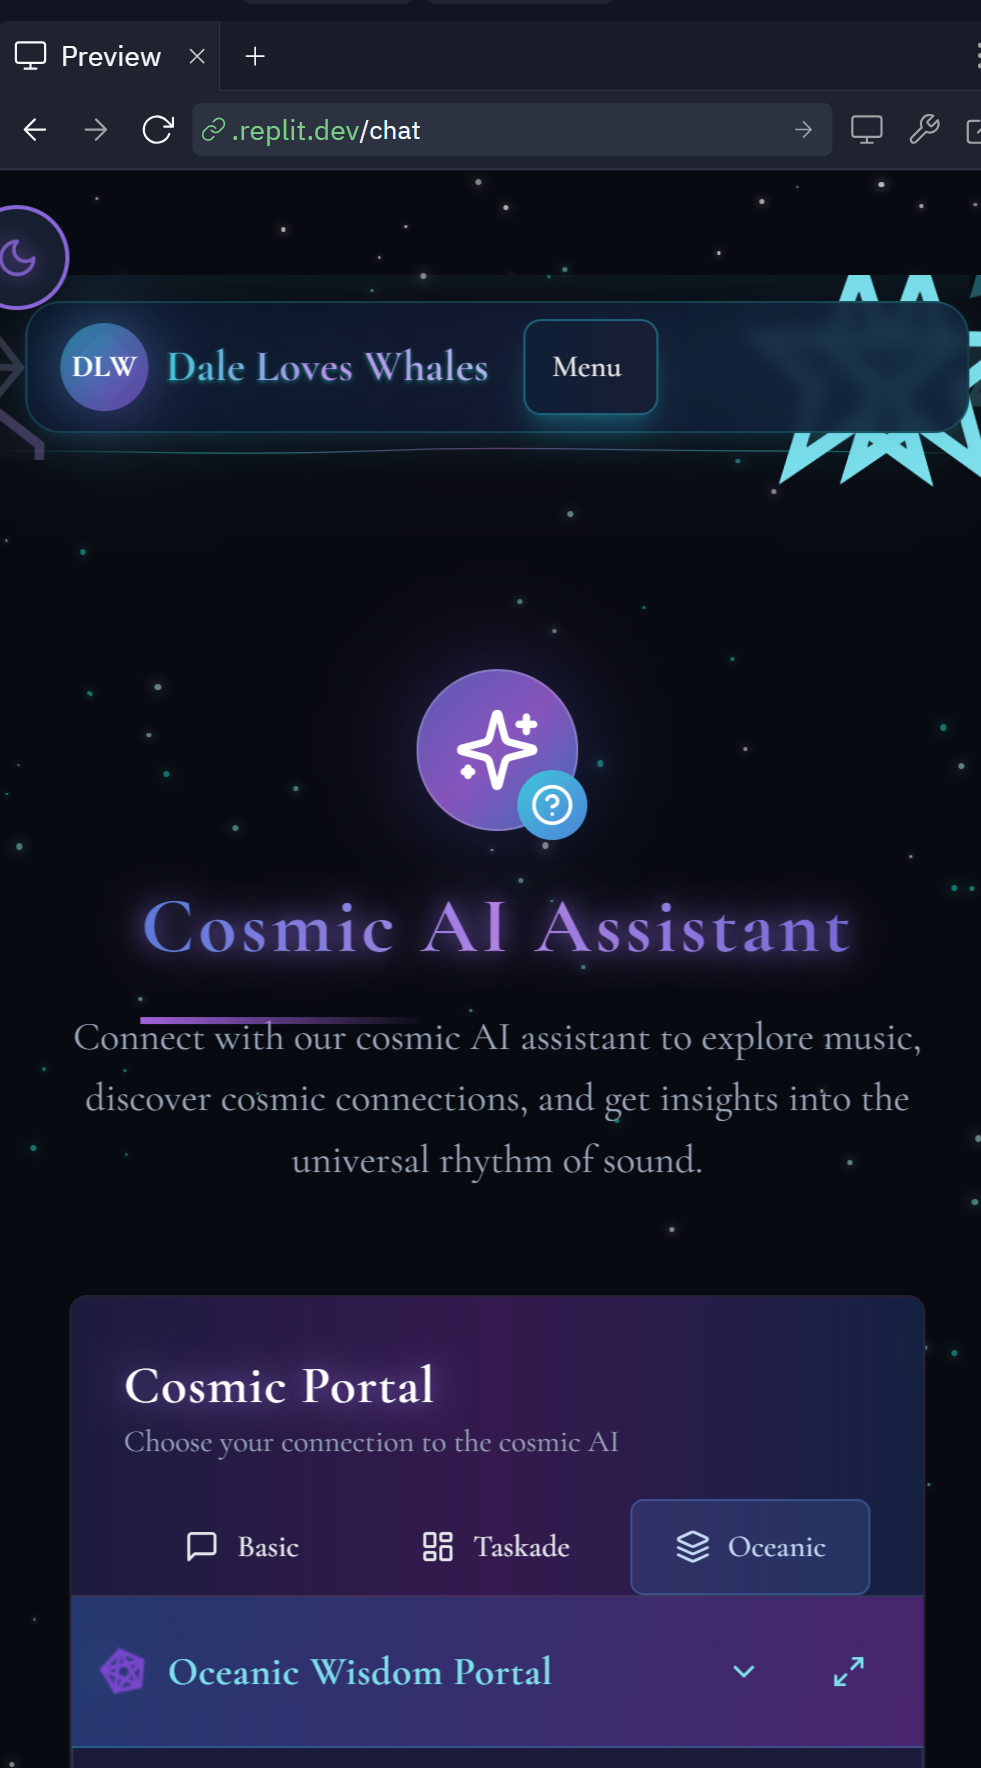 Preview
.replit.dev/chat
DLW Dale Loves Whales Menu
Cosmic AI Assistant
Connect with our cosmic AI assistant to explore music,
discover cosmic connections, and get insights into the
universal rhythm of sound.
Cosmic Portal
Choose your connection to the cosmic AI
Basic Taskade Oceanic
Oceanic Wisdom Portal